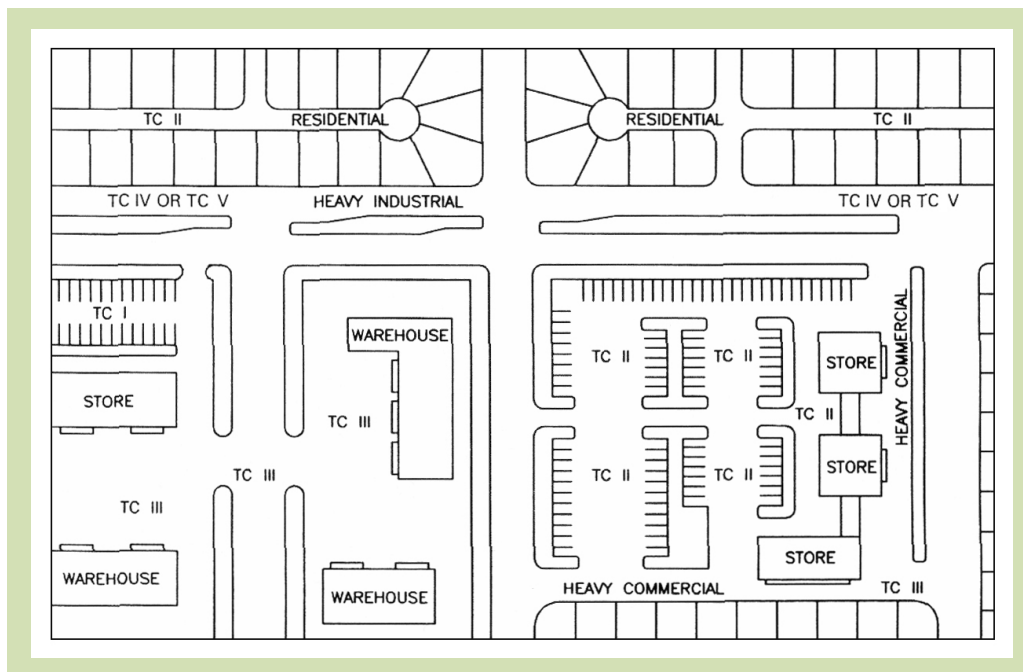 TC II
RESIDENTIAL
RESIDENTIAL
TC II
TC IV OR TC V
HEAVY INDUSTRIAL
TC IV OR TC V
TC I
STORE
TC III
WAREHOUSE
TC III
TC III
WAREHOUSE
WAREHOUSE
TC II
TC II
TC II
TC II
TC II
STORE
STORE
STORE
HEAVY COMMERCIAL
HEAVY COMMERCIAL
TC III